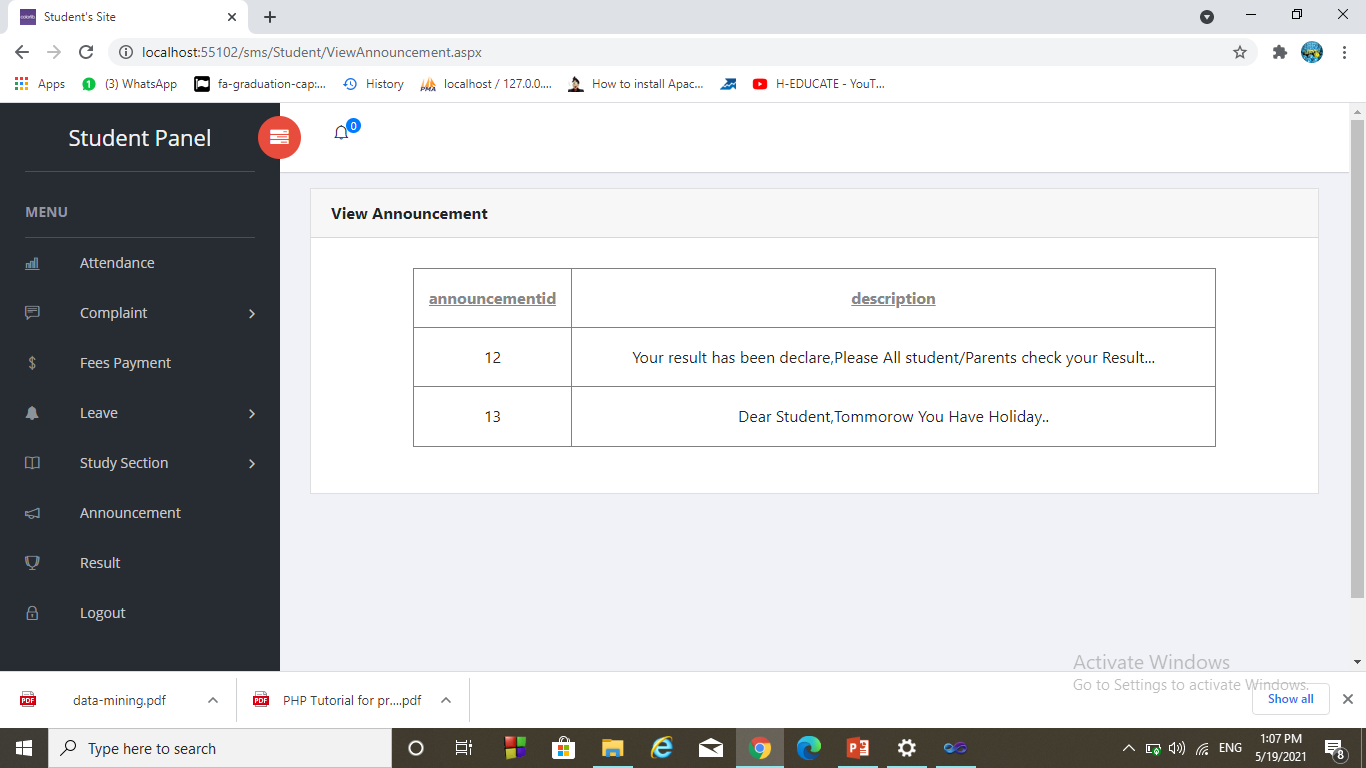 Student's Site
localhost:55102/sms/Student/ViewAnnouncement.aspx
Apps
1
(3) WhatsApp
fa-graduation-cap:...
History
PMA
localhost / 127.0.0....
How to install Apac...
H-EDUCATE - YouT...
Student Panel
0
MENU
View Announcement
Attendance
Complaint
Fees Payment
Leave
Study Section
Announcement
Result
Logout
announcementid description
12 Your result has been declare,Please All student/Parents check your Result...
13 Dear Student,Tommorow You Have Holiday..
Activate Windows
Go to Settings to activate Windows.
PDF
data-mining.pdf
PDF
PHP Tutorial for pr....pdf
Show all
Type here to search
ENG
1:07 PM
5/19/2021
8